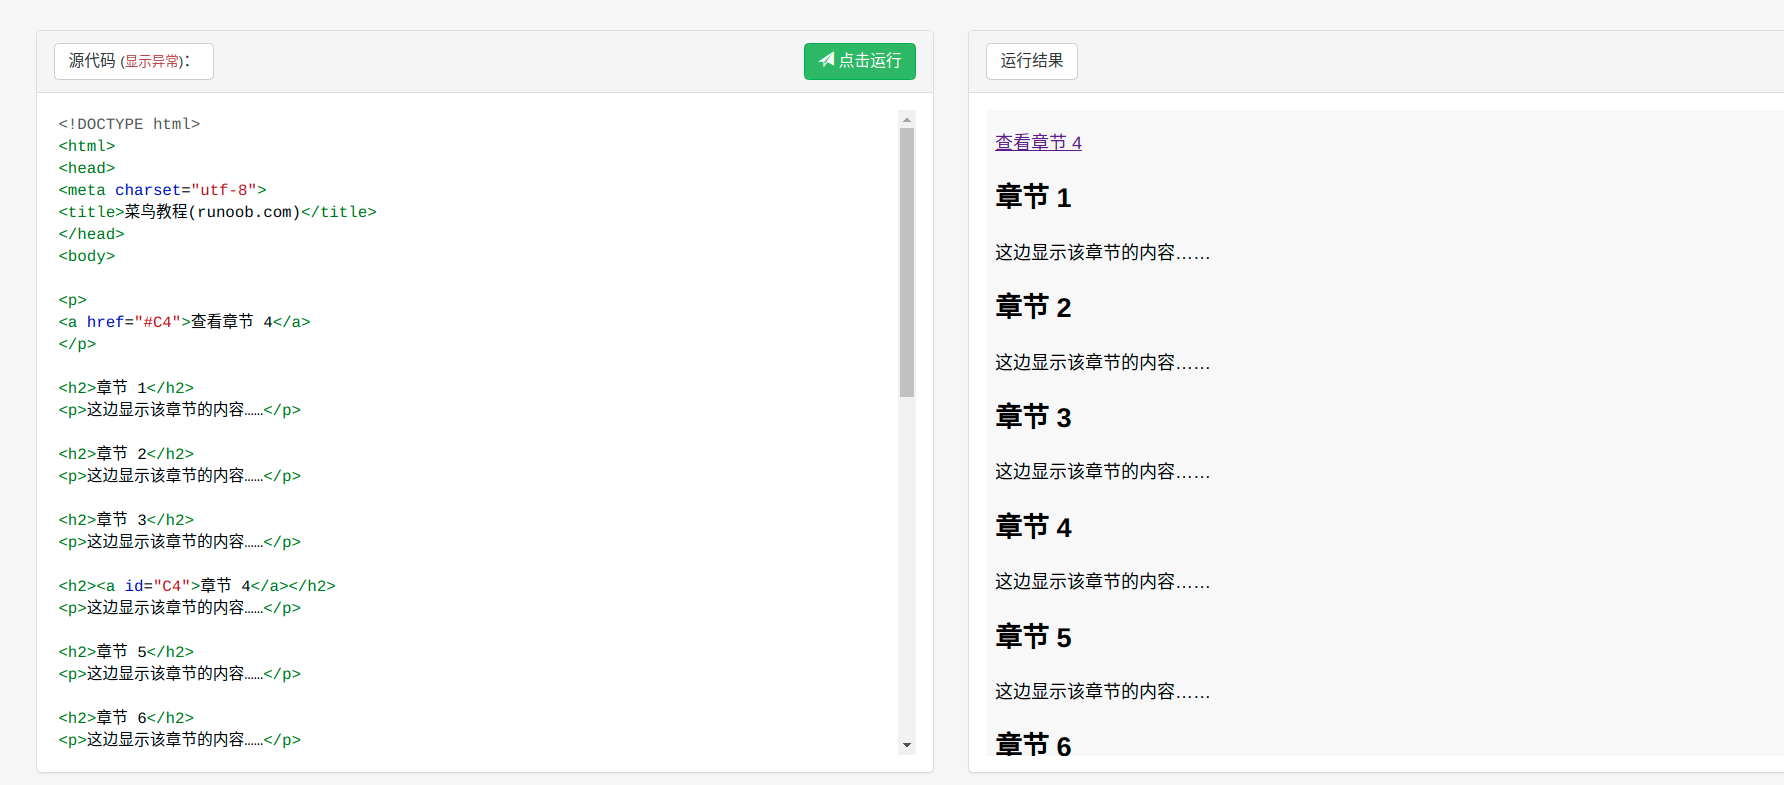 源代码 (显示异常)：
点击运行
<!DOCTYPE html>
<html>
<head>
<meta charset="utf-8">
<title>菜鸟教程(runoob.com)</title>
</head>
<body>
<p>
<a href="#C4">查看章节 4</a>
</p>
<h2>章节 1</h2>
<p>这边显示该章节的内容……</p>
<h2>章节 2</h2>
<p>这边显示该章节的内容……</p>
<h2>章节 3</h2>
<p>这边显示该章节的内容……</p>
<h2><a id="C4">章节 4</a></h2>
<p>这边显示该章节的内容……</p>
<h2>章节 5</h2>
<p>这边显示该章节的内容……</p>
<h2>章节 6</h2>
<p>这边显示该章节的内容……</p>
运行结果
查看章节 4
章节 1
这边显示该章节的内容……
章节 2
这边显示该章节的内容……
章节 3
这边显示该章节的内容……
章节 4
这边显示该章节的内容……
章节 5
这边显示该章节的内容……
章节 6